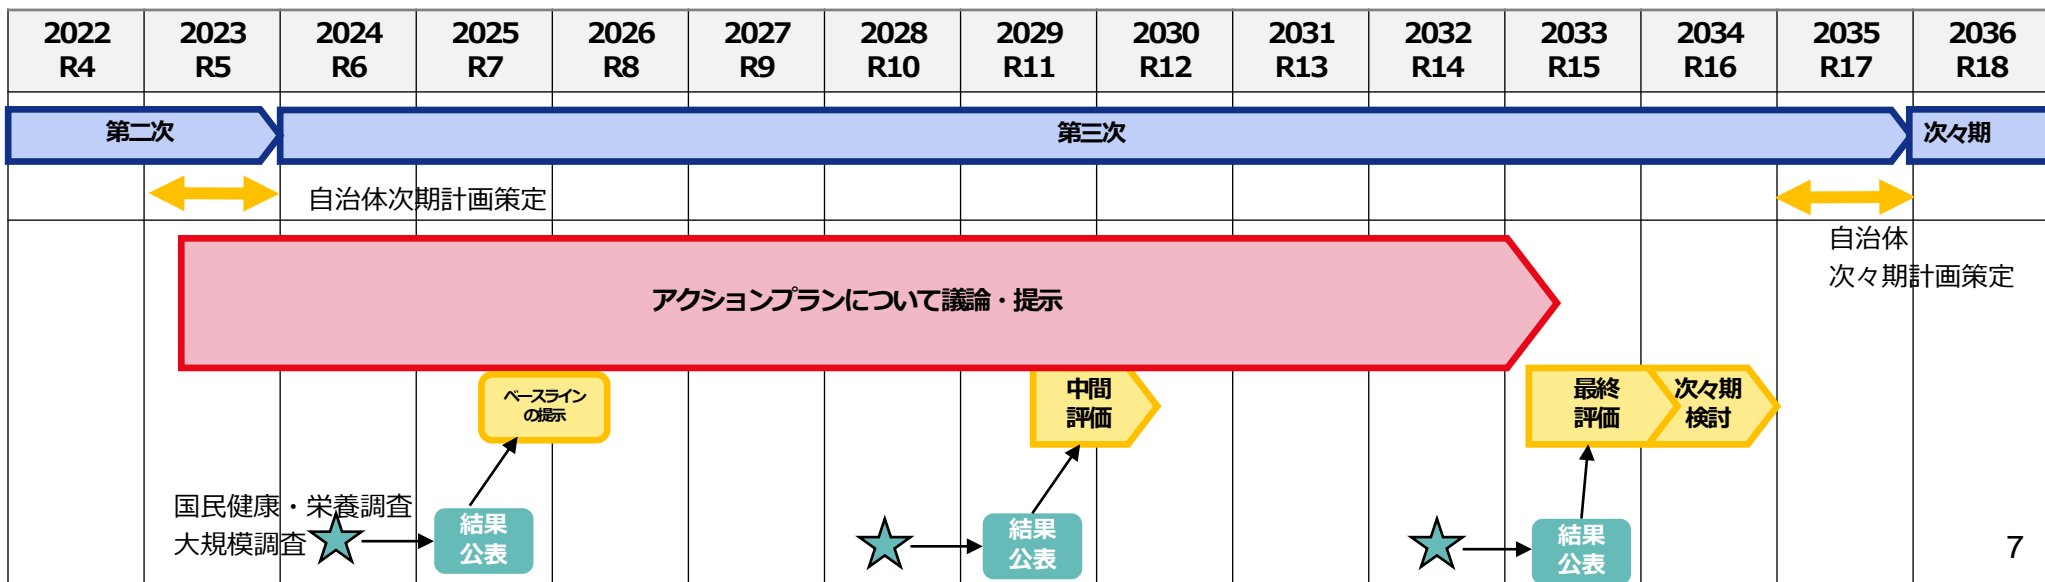 2022 2023 2024 2025 2026 2027 2028 2029 2030 2031 2032 2033 2034 2035 2036
R4 R5 R6 R7 R8 R9 R10 R11 R12 R13 R14 R15 R16 R17 R18
第二次 第三次 次々期
自治体次期計画策定
自治体
次々期計画策定
アクションプランについて議論・提示
ベースライン
の提示
中間
評価
最終
評価
次々期
検討
国民健康・栄養調査
大規模調査
結果
公表
結果
公表
結果
公表
7